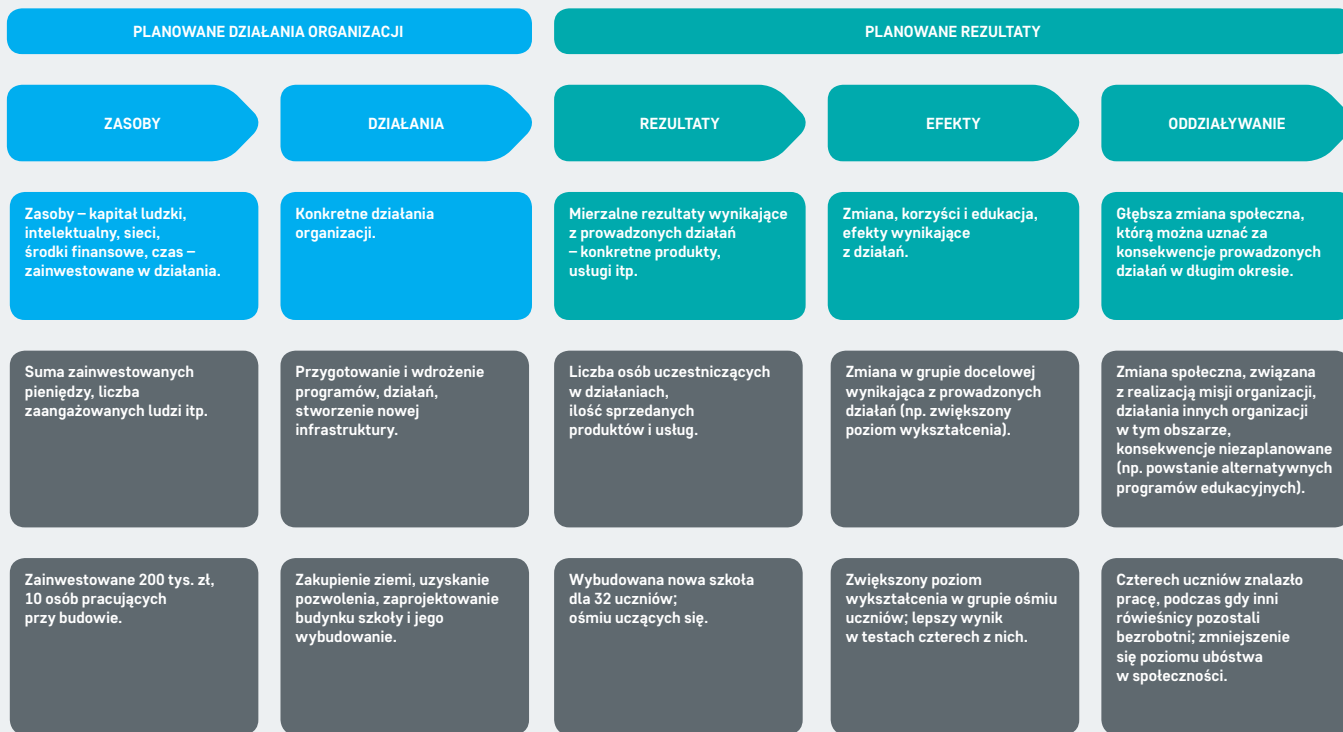 PLANOWANE DZIAŁANIA ORGANIZACJI
PLANOWANE REZULTATY
ZASOBY
DZIAŁANIA
REZULTATY
EFEKTY
ODDZIAŁYWANIE
Zasoby – kapitał ludzki,
intelektualny, sieci,
środki finansowe, czas –
zainwestowane w działania.
Konkretne działania
organizacji.
Mierzalne rezultaty wynikające
z prowadzonych działań
– konkretne produkty,
usługi itp.
Zmiana, korzyści i edukacja,
efekty wynikające
z działań.
Głębsza zmiana społeczna,
którą można uznać za
konsekwencje prowadzonych
działań w długim okresie.
Suma zainwestowanych
pieniędzy, liczba
zaangażowanych ludzi itp.
Przygotowanie i wdrożenie
programów, działań,
stworzenie nowej
infrastruktury.
Liczba osób uczestniczących
w działaniach,
ilość sprzedanych
produktów i usług.
Zmiana w grupie docelowej
wynikająca z prowadzonych
działań (np. zwiększony
poziom wykształcenia).
Zmiana społeczna, związana
z realizacją misji organizacji,
działania innych organizacji
w tym obszarze,
konsekwencje niezaplanowane
(np. powstanie alternatywnych
programów edukacyjnych).
Zainwestowane 200 tys. zł,
10 osób pracujących
przy budowie.
Zakupienie ziemi, uzyskanie
pozwolenia, zaprojektowanie
budynku szkoły i jego
wybudowanie.
Wybudowana nowa szkoła
dla 32 uczniów;
ośmiu uczących się.
Zwiększony poziom
wykształcenia w grupie ośmiu
uczniów; lepszy wynik
w testach czterech z nich.
Czterech uczniów znalazło
pracę, podczas gdy inni
rówieśnicy pozostali
bezrobotni; zmniejszenie
się poziomu ubóstwa
w społeczności.